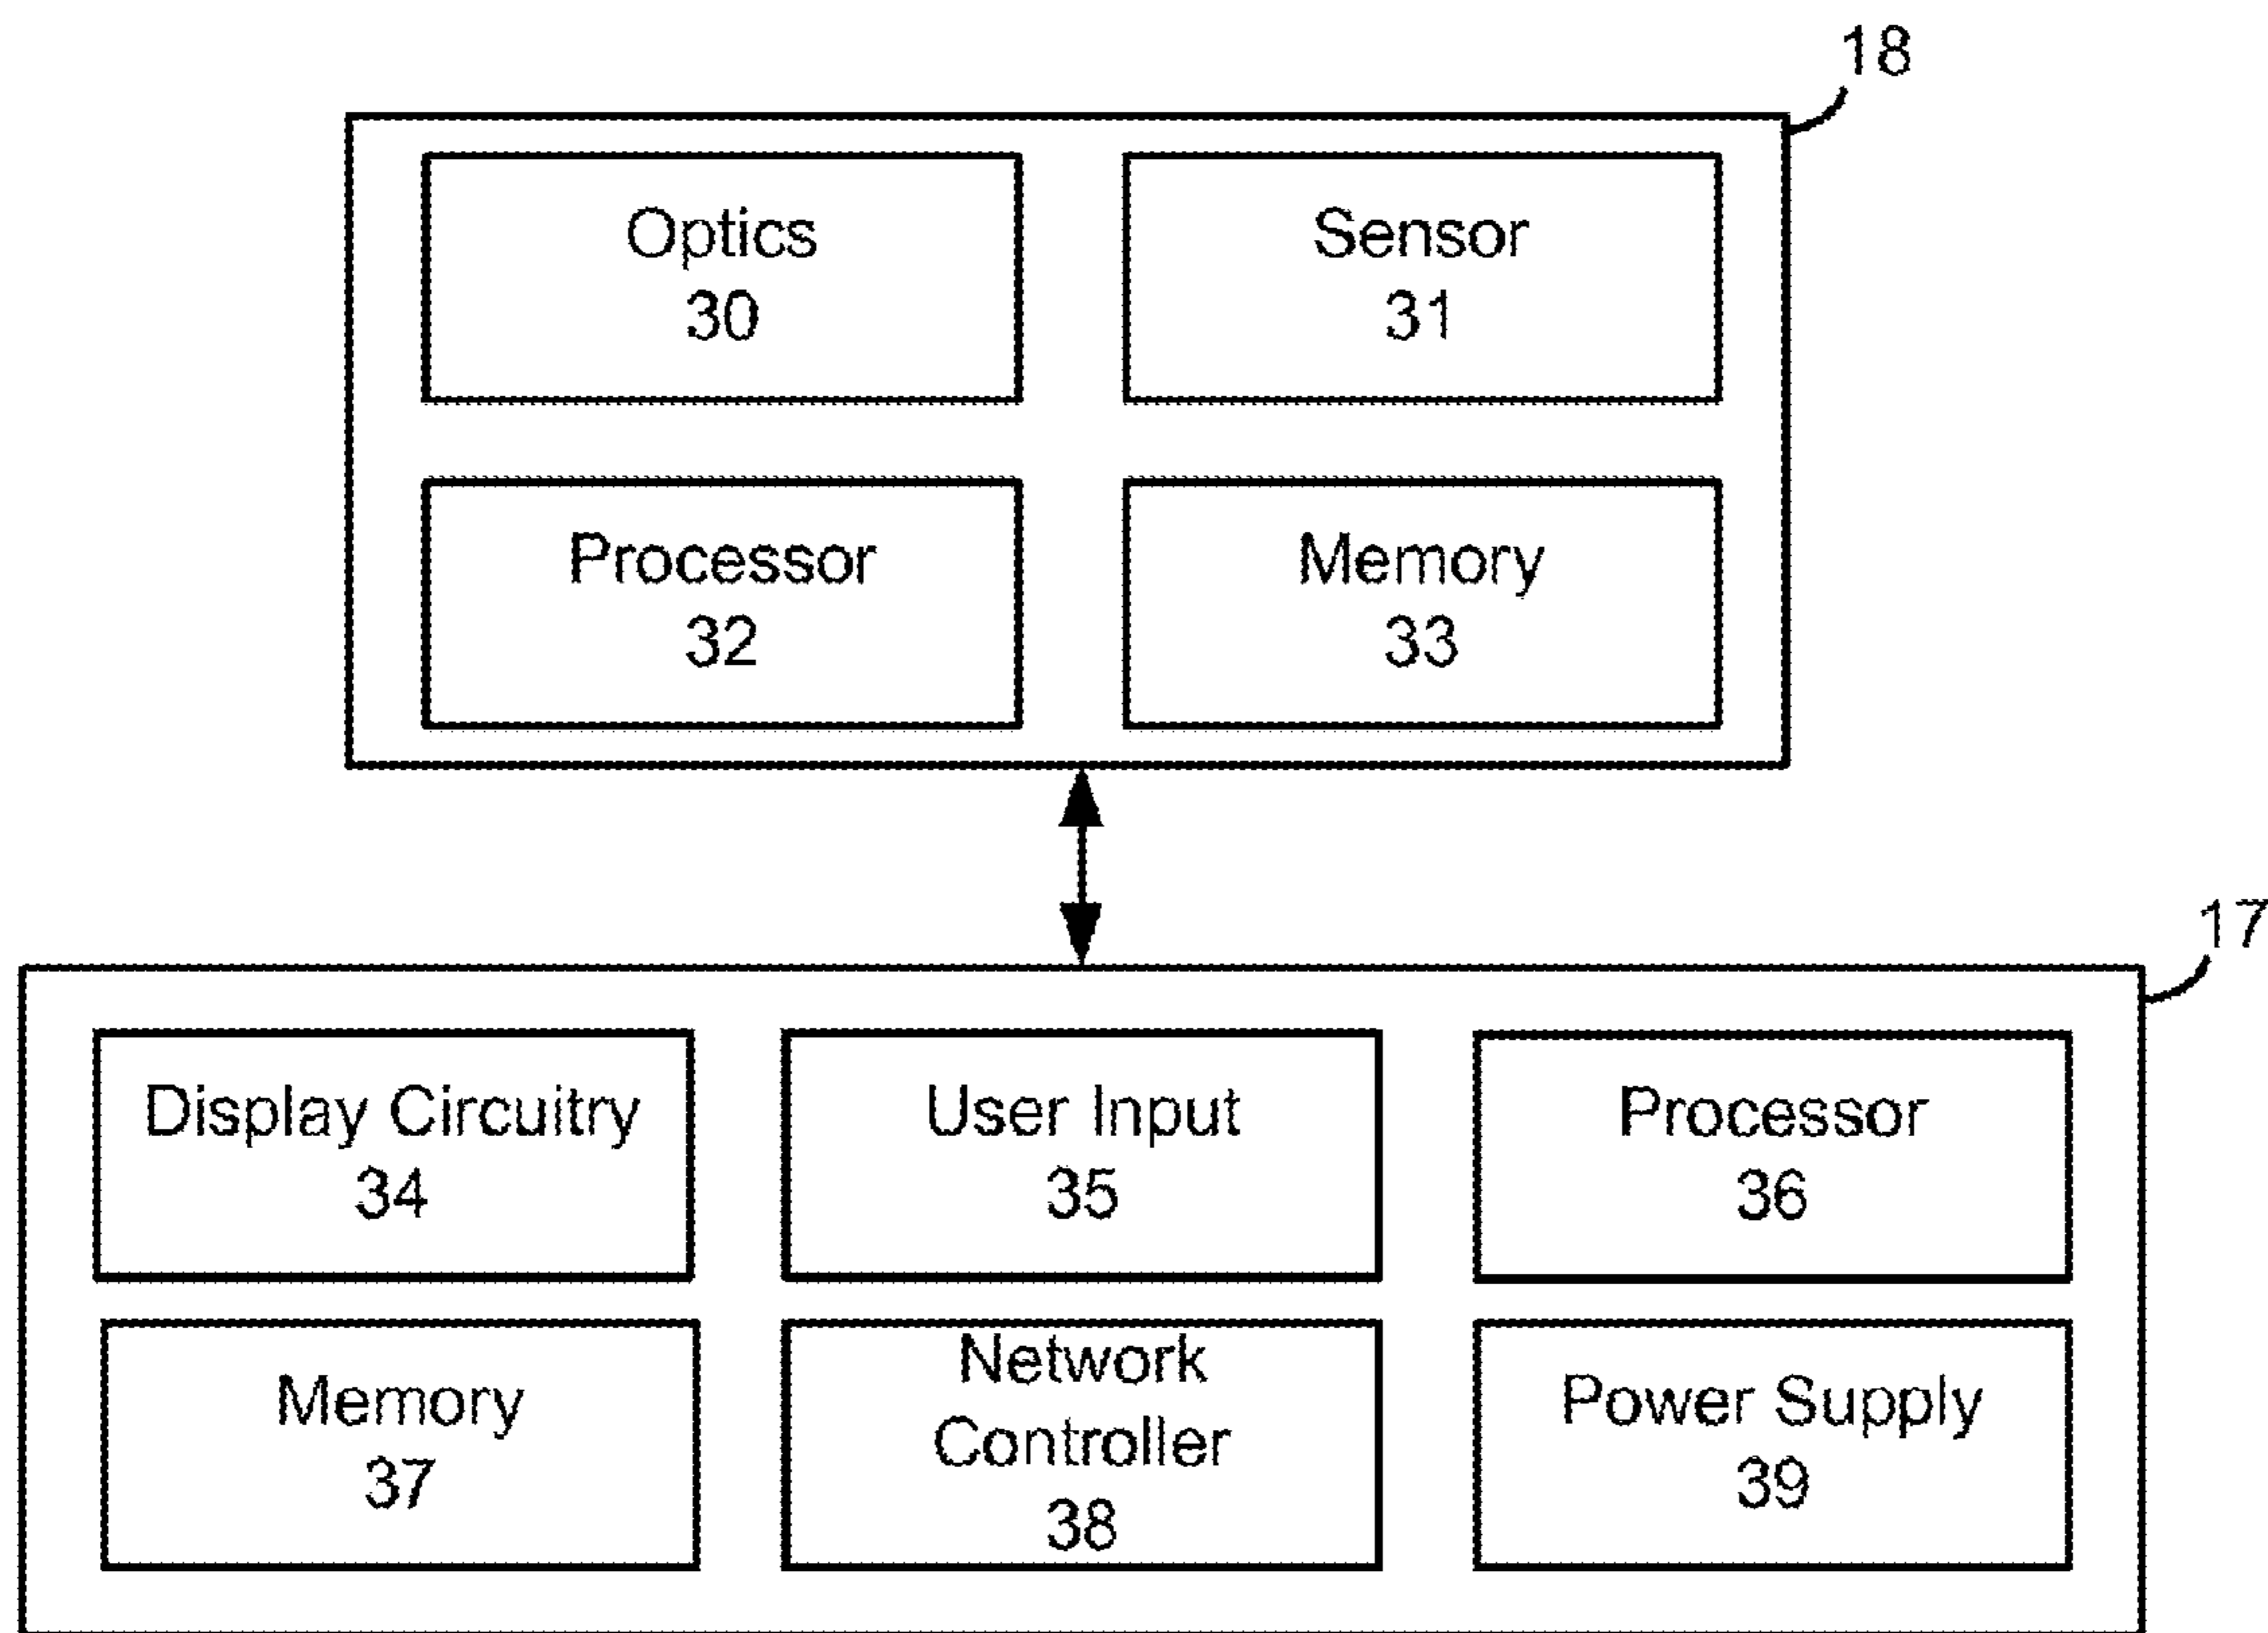 18
Optics
30
Sensor
31
Processor
32
Memory
33
17
Display Circuitry
34
User Input
35
Processor
36
Memory
37
Network
Controller
38
Power Supply
39